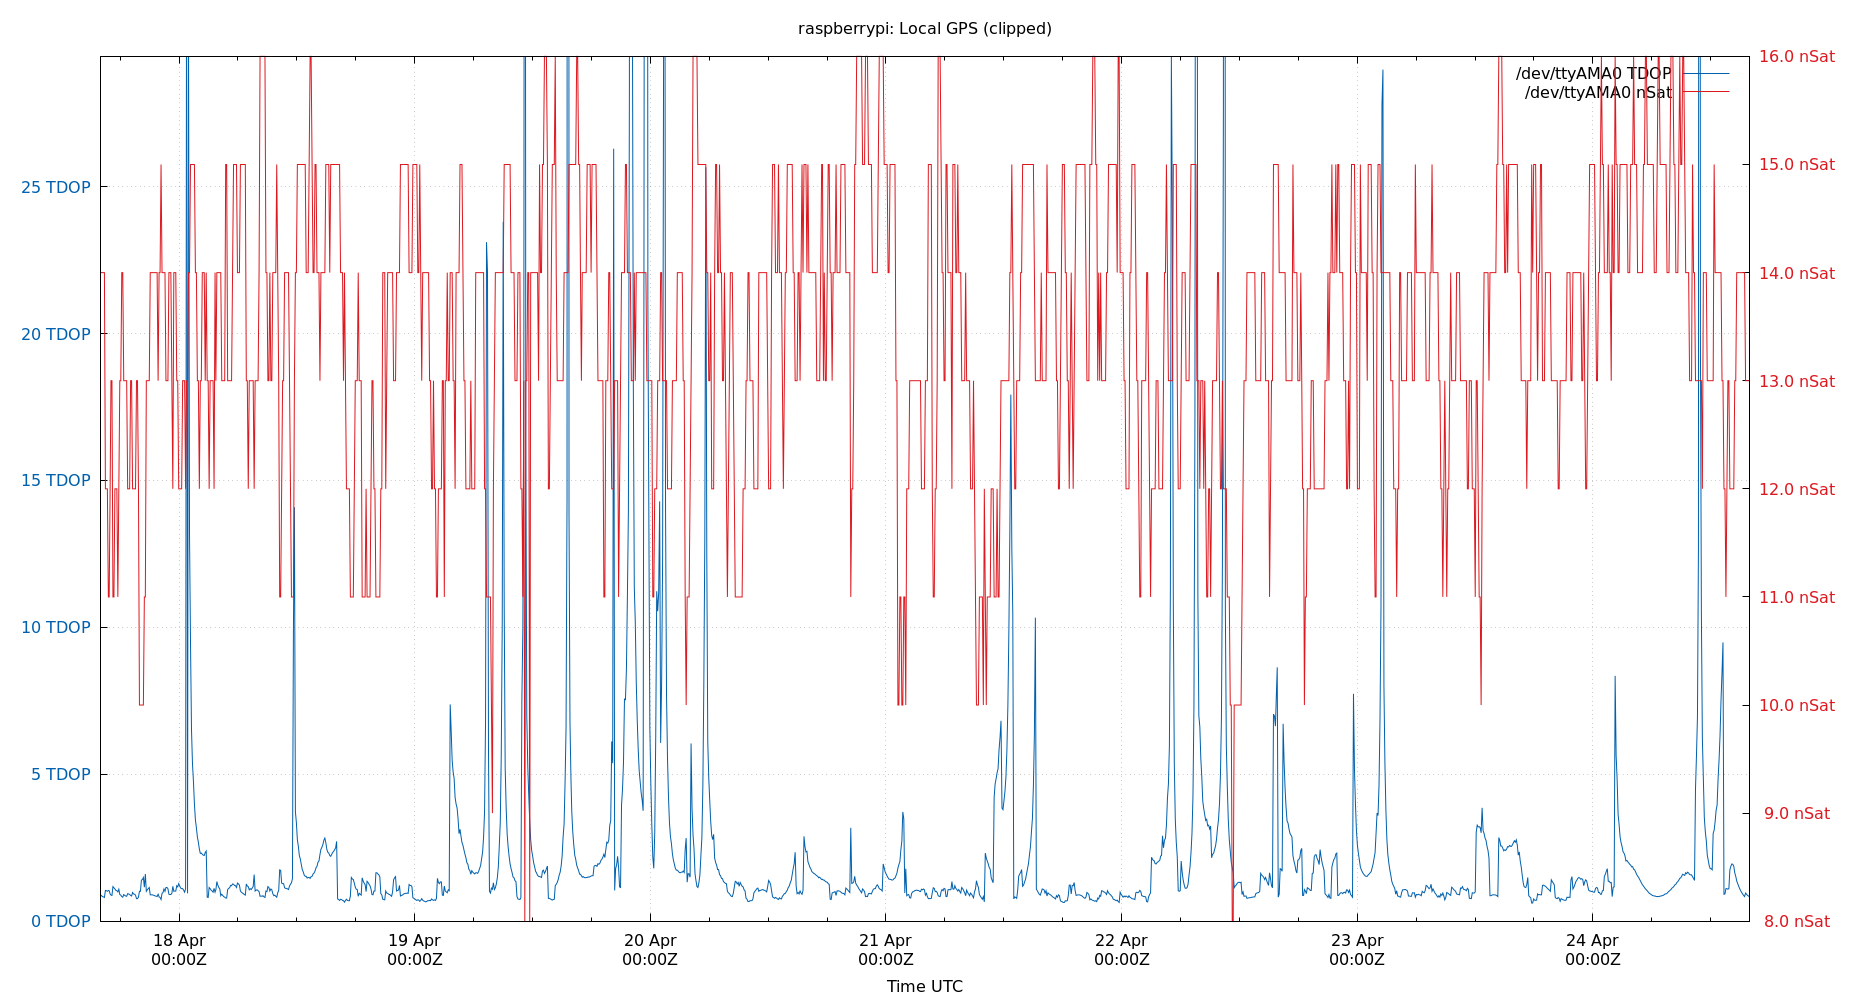 raspberrypi: Local GPS (clipped)
16.0 nSat
/dev/ttyAMA0 TDOP
/dev/ttyAMA0 nSat
15.0 nSat
25 TDOP
14.0 nSat
20 TDOP
13.0 nSat
15 TDOP
12.0 nSat
11.0 nSat
10 TDOP
10.0 nSat
5 TDOP
9.0 nSat
0 TDOP
8.0 nSat
18 Apr 19 Apr 20 Apr 21 Apr 22 Apr 23 Apr 24 Apr
00:00Z 00:00Z 00:00Z 00:00Z 00:00Z 00:00Z 00:00Z
Time UTC